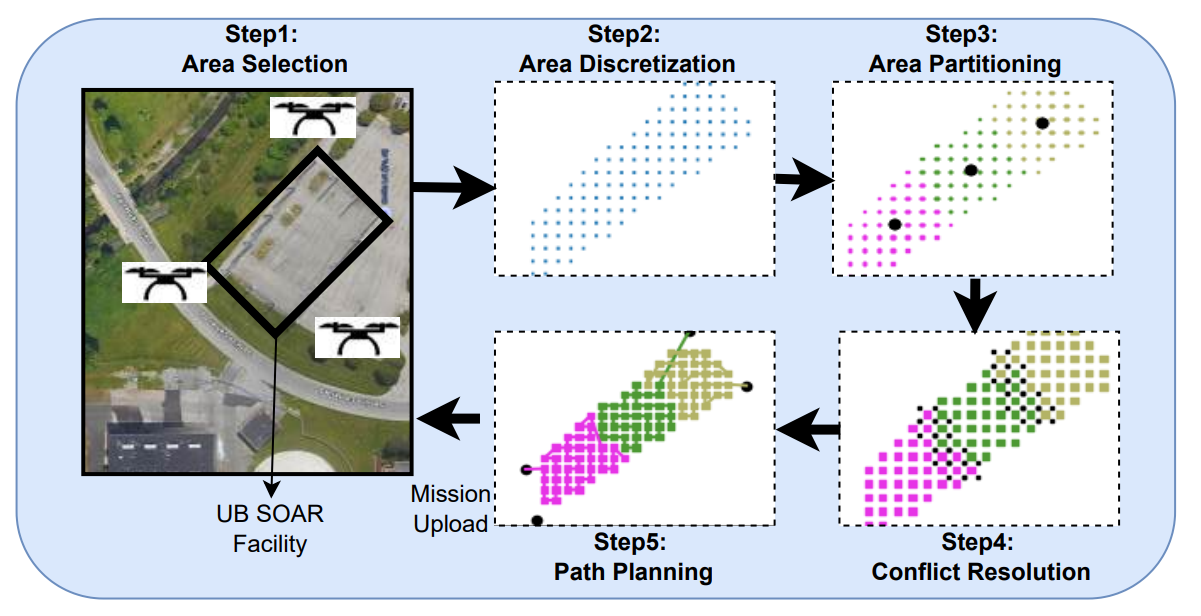 Step1:
Area Selection
Step2:
Area Discretization
Step3:
Area Partitioning
Mission
Upload
UB SOAR
Facility
Step5:
Path Planning
Step4:
Conflict Resolution